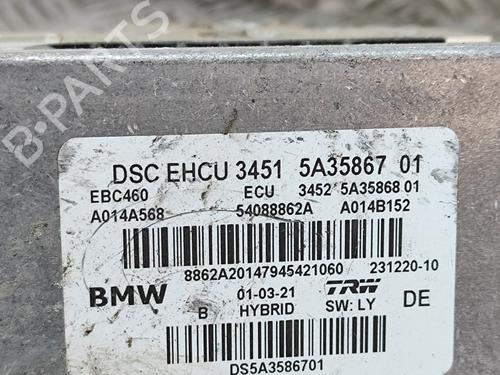 B-PARTS
DSC EHCU 3451 5A35867 01
EBC460 ECU 3452 5A35868 01
A014A568 54088862A A014B152
8862A20147945421060 231220-10
BMW 01-03-21 TRW DE
B HYBRID SW: LY
DS5A3586701